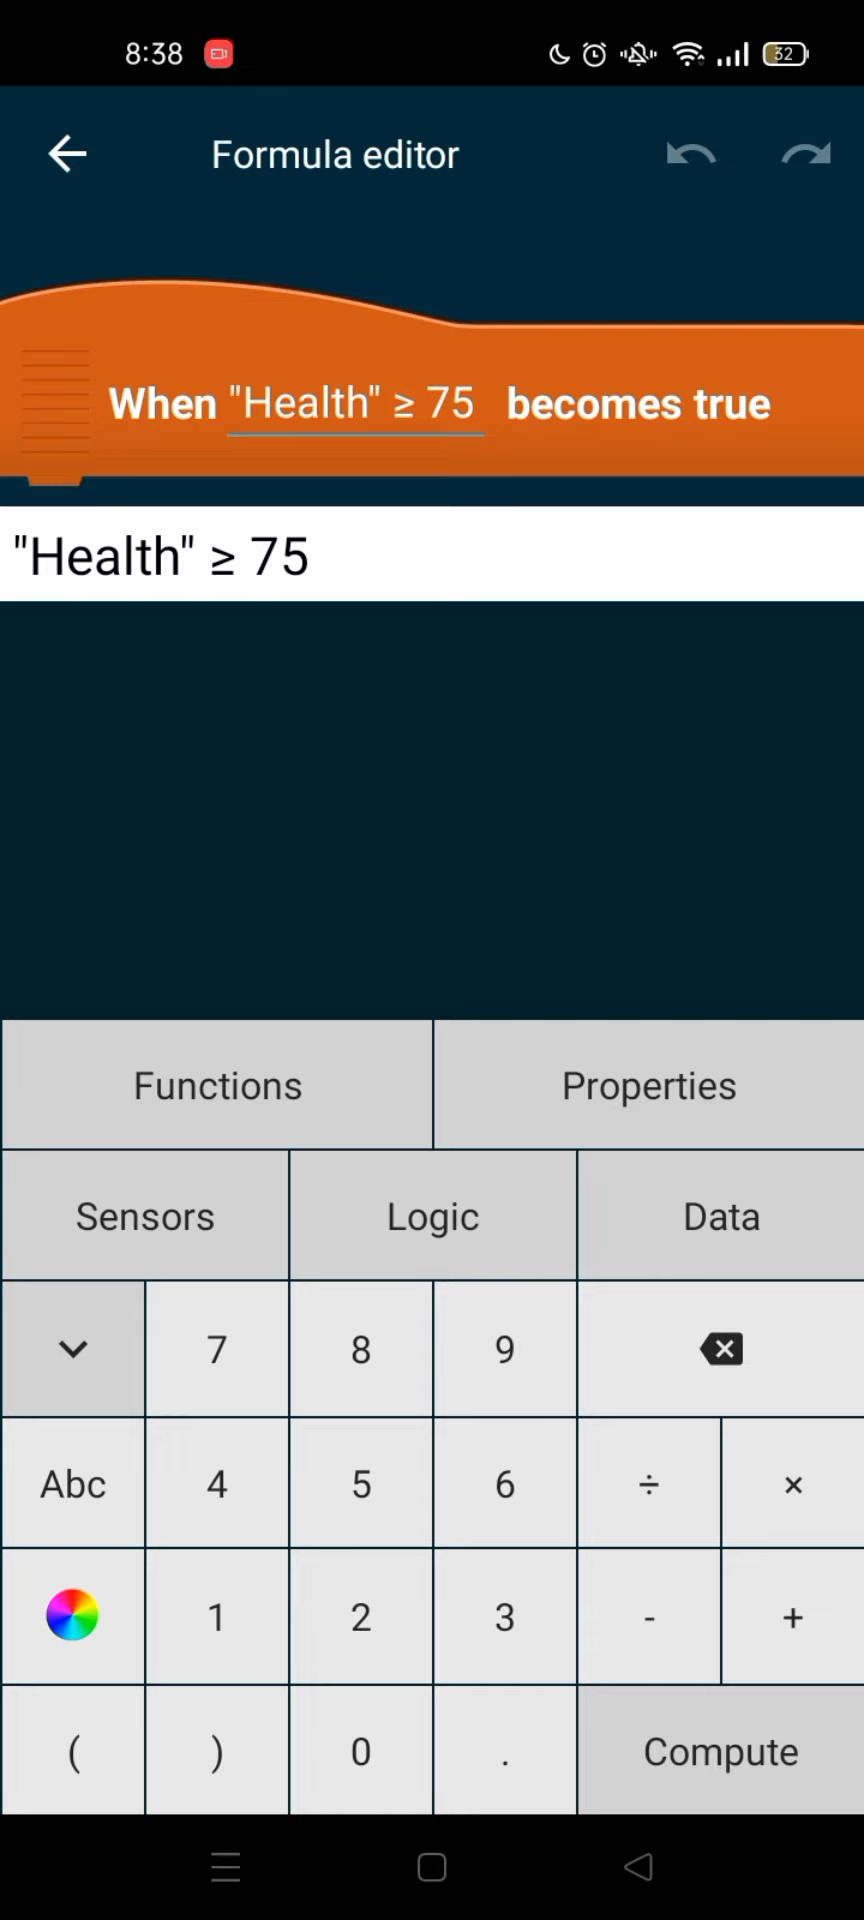 8:38
32
Formula editor
When "Health" ≥ 75 becomes true
"Health" ≥ 75
Functions Properties
Sensors Logic Data
7 8 9
Abc 4 5 6 ÷ ×
1 2 3 - +
( ) 0 . Compute